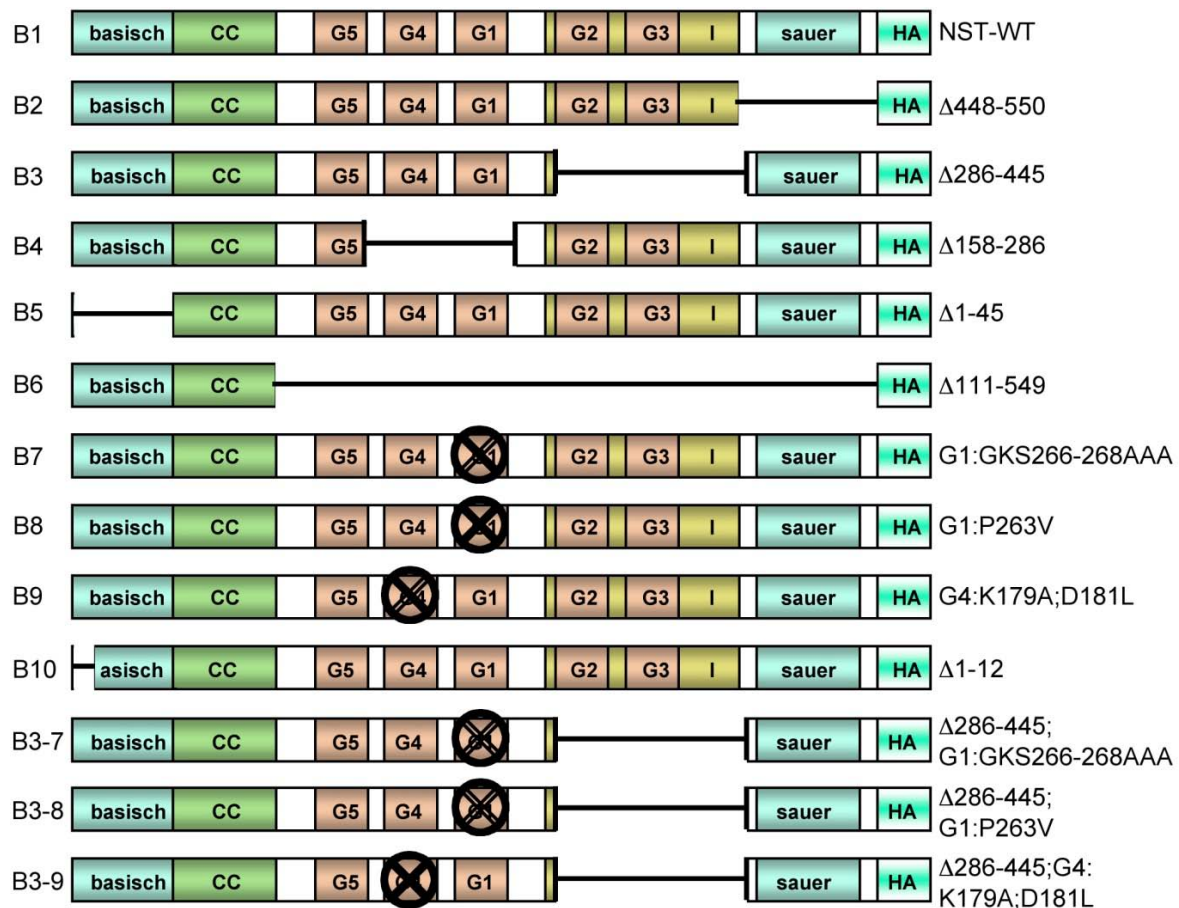 B1 basisch CC G5 G4 G1 G2 G3 I sauer HA NST-WT
B2 basisch CC G5 G4 G1 G2 G3 I HA Δ448-550
B3 basisch CC G5 G4 G1 sauer HA Δ286-445
B4 basisch CC G5 G2 G3 I sauer HA Δ158-286
B5 CC G5 G4 G1 G2 G3 I sauer HA Δ1-45
B6 basisch CC HA Δ111-549
B7 basisch CC G5 G4 G2 G3 I sauer HA G1:GKS266-268AAA
B8 basisch CC G5 G4 G2 G3 I sauer HA G1:P263V
B9 basisch CC G5 G1 G2 G3 I sauer HA G4:K179A;D181L
B10 asisch CC G5 G4 G1 G2 G3 I sauer HA Δ1-12
B3-7 basisch CC G5 G4 sauer HA Δ286-445;
G1:GKS266-268AAA
B3-8 basisch CC G5 G4 sauer HA Δ286-445;
G1:P263V
B3-9 basisch CC G5 G1 sauer HA Δ286-445;G4:
K179A;D181L